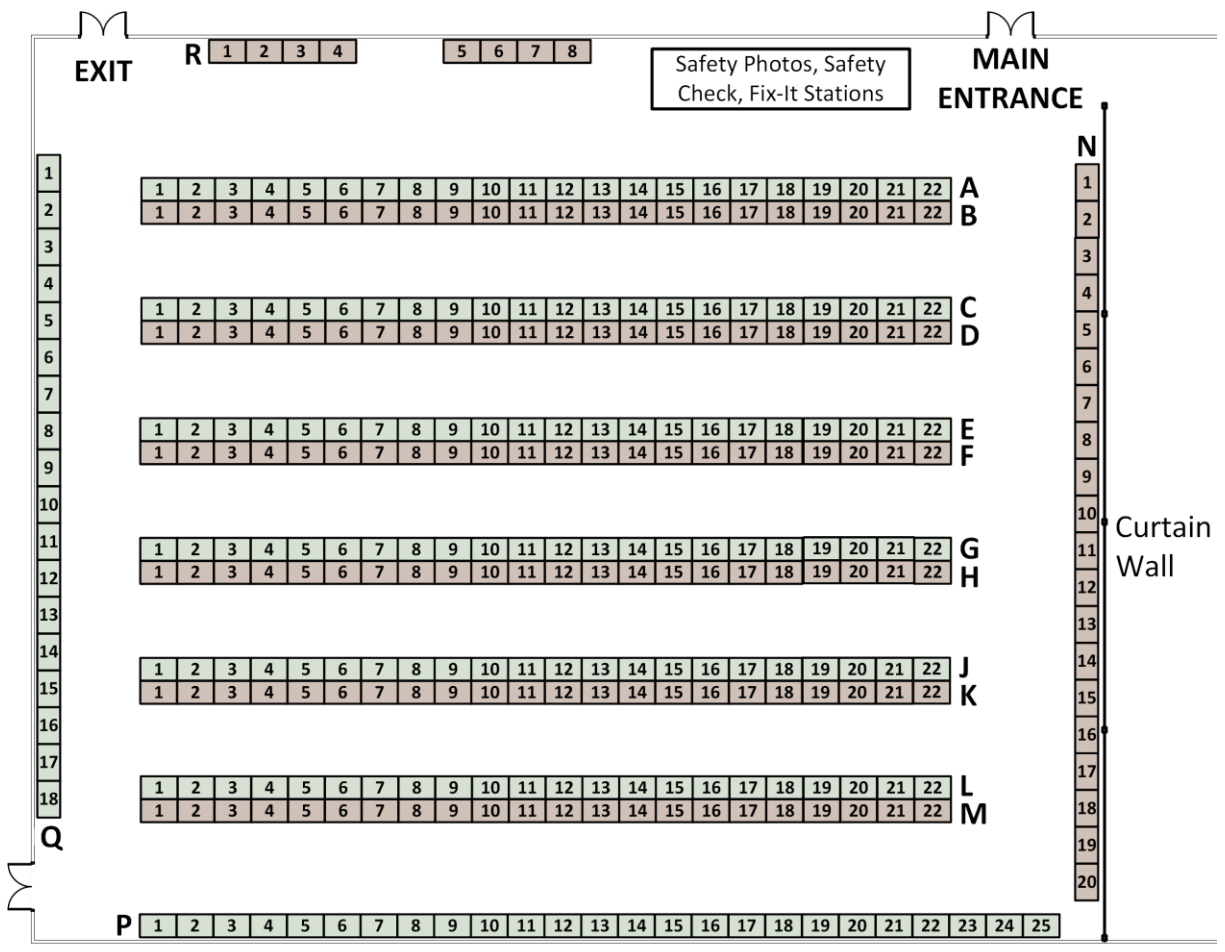 R 1 2 3 4 5 6 7 8
EXIT
Safety Photos, Safety
Check, Fix-It Stations
MAIN
ENTRANCE
1 2 3 4 5 6 7 8 9 10 11 12 13 14 15 16 17 18 19 20 21 22 A
1 2 3 4 5 6 7 8 9 10 11 12 13 14 15 16 17 18 19 20 21 22 B
1 2 3 4 5 6 7 8 9 10 11 12 13 14 15 16 17 18 19 20 21 22 C
1 2 3 4 5 6 7 8 9 10 11 12 13 14 15 16 17 18 19 20 21 22 D
1 2 3 4 5 6 7 8 9 10 11 12 13 14 15 16 17 18 19 20 21 22 E
1 2 3 4 5 6 7 8 9 10 11 12 13 14 15 16 17 18 19 20 21 22 F
1 2 3 4 5 6 7 8 9 10 11 12 13 14 15 16 17 18 19 20 21 22 G
1 2 3 4 5 6 7 8 9 10 11 12 13 14 15 16 17 18 19 20 21 22 H
1 2 3 4 5 6 7 8 9 10 11 12 13 14 15 16 17 18 19 20 21 22 J
1 2 3 4 5 6 7 8 9 10 11 12 13 14 15 16 17 18 19 20 21 22 K
1 2 3 4 5 6 7 8 9 10 11 12 13 14 15 16 17 18 19 20 21 22 L
1 2 3 4 5 6 7 8 9 10 11 12 13 14 15 16 17 18 19 20 21 22 M
1
2
3
4
5
6
7
8
9
10
11
12
13
14
15
16
17
18
Q
N
1
2
3
4
5
6
7
8
9
10
11
12
13
14
15
16
17
18
19
20
Curtain
Wall
P 1 2 3 4 5 6 7 8 9 10 11 12 13 14 15 16 17 18 19 20 21 22 23 24 25